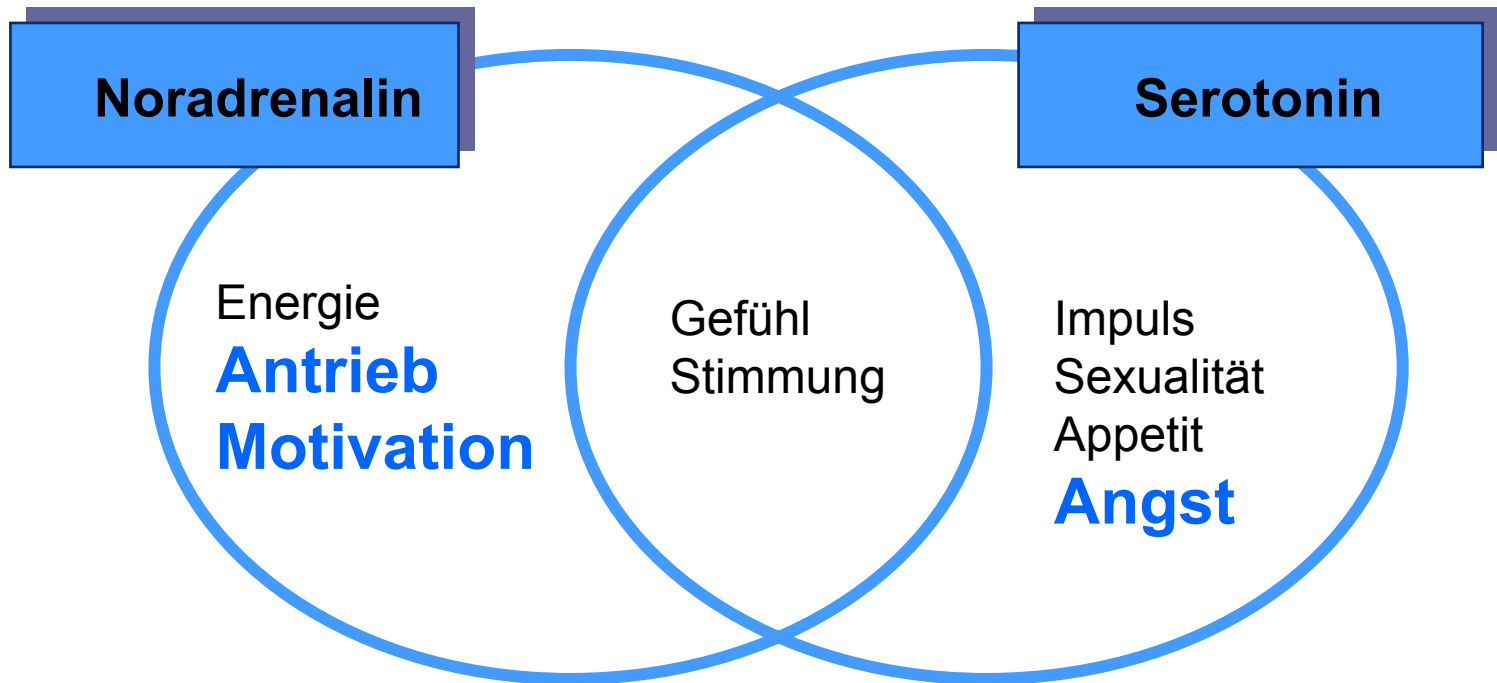 Noradrenalin
Serotonin
Energie
Antrieb
Motivation
Gefühl
Stimmung
Impuls
Sexualität
Appetit
Angst